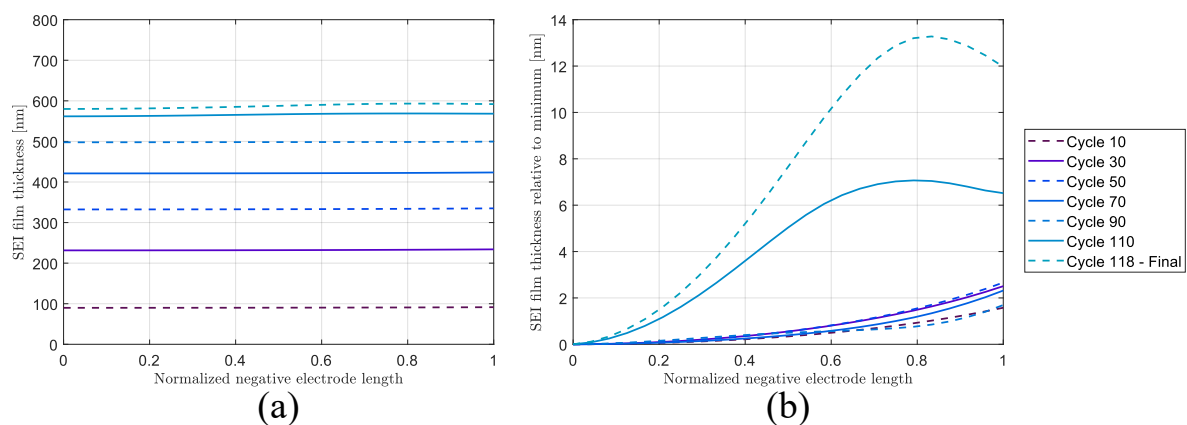 800
700
600
500
400
300
200
100
0
SEI film thickness [nm]
0 0.2 0.4 0.6 0.8 1
Normalized negative electrode length
(a)
14
12
10
8
6
4
2
0
SEI film thickness relative to minimum [nm]
0 0.2 0.4 0.6 0.8 1
Normalized negative electrode length
(b)
Cycle 10
Cycle 30
Cycle 50
Cycle 70
Cycle 90
Cycle 110
Cycle 118 - Final